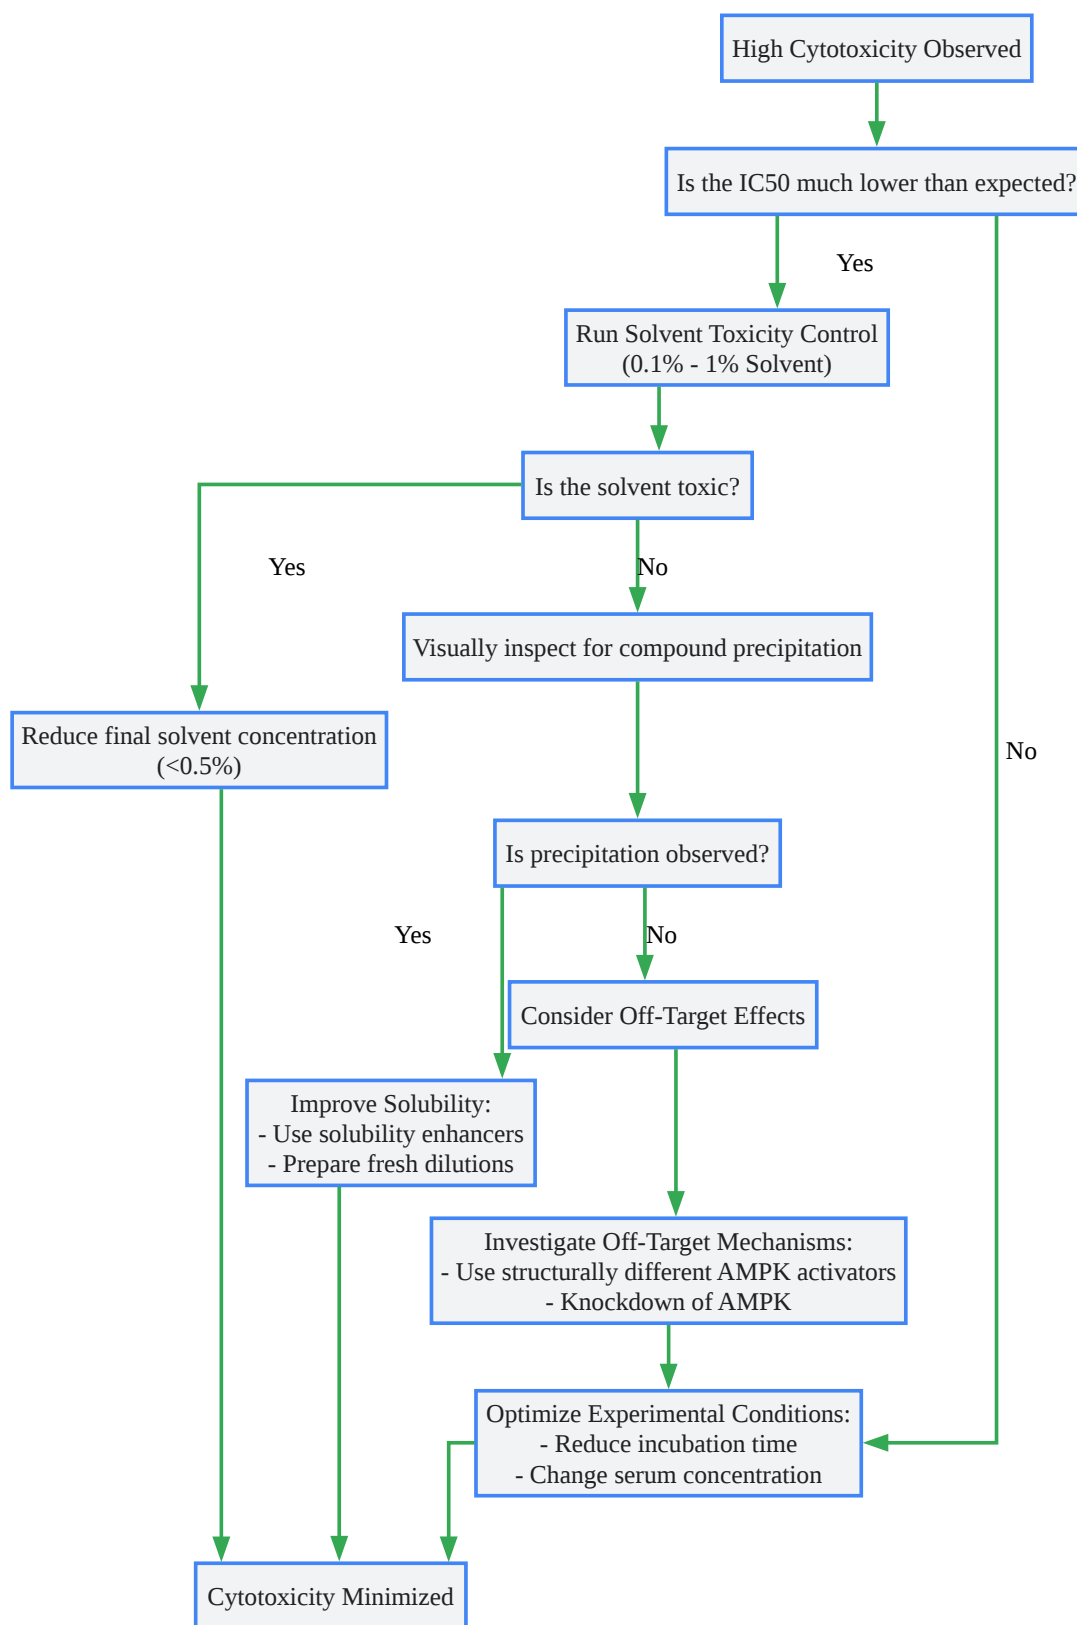 High Cytotoxicity Observed
Is the IC50 much lower than expected?
Yes
Run Solvent Toxicity Control
(0.1% - 1% Solvent)
Is the solvent toxic?
Yes
No
Visually inspect for compound precipitation
Reduce final solvent concentration
(<0.5%)
No
Is precipitation observed?
Yes
No
Consider Off-Target Effects
Improve Solubility:
- Use solubility enhancers
- Prepare fresh dilutions
Investigate Off-Target Mechanisms:
- Use structurally different AMPK activators
- Knockdown of AMPK
Optimize Experimental Conditions:
- Reduce incubation time
- Change serum concentration
Cytotoxicity Minimized